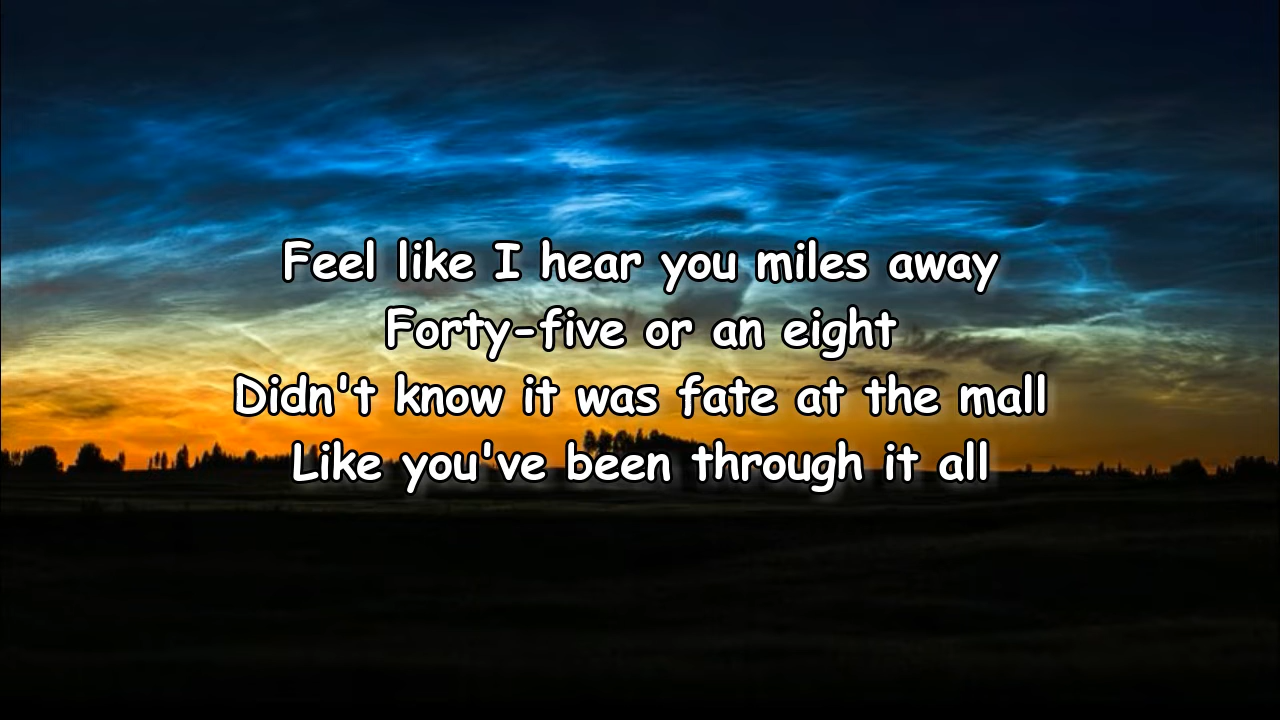 Feel like I hear you miles away
Forty-five or an eight
Didn't know it was fate at the mall
Like you've been through it all